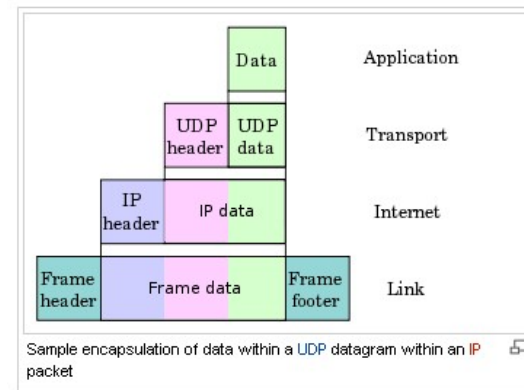 Data
Application
UDP header
UDP data
Transport
IP header
IP data
Internet
Frame header
Frame data
Frame footer
Link
Sample encapsulation of data within a UDP datagram within an IP
packet